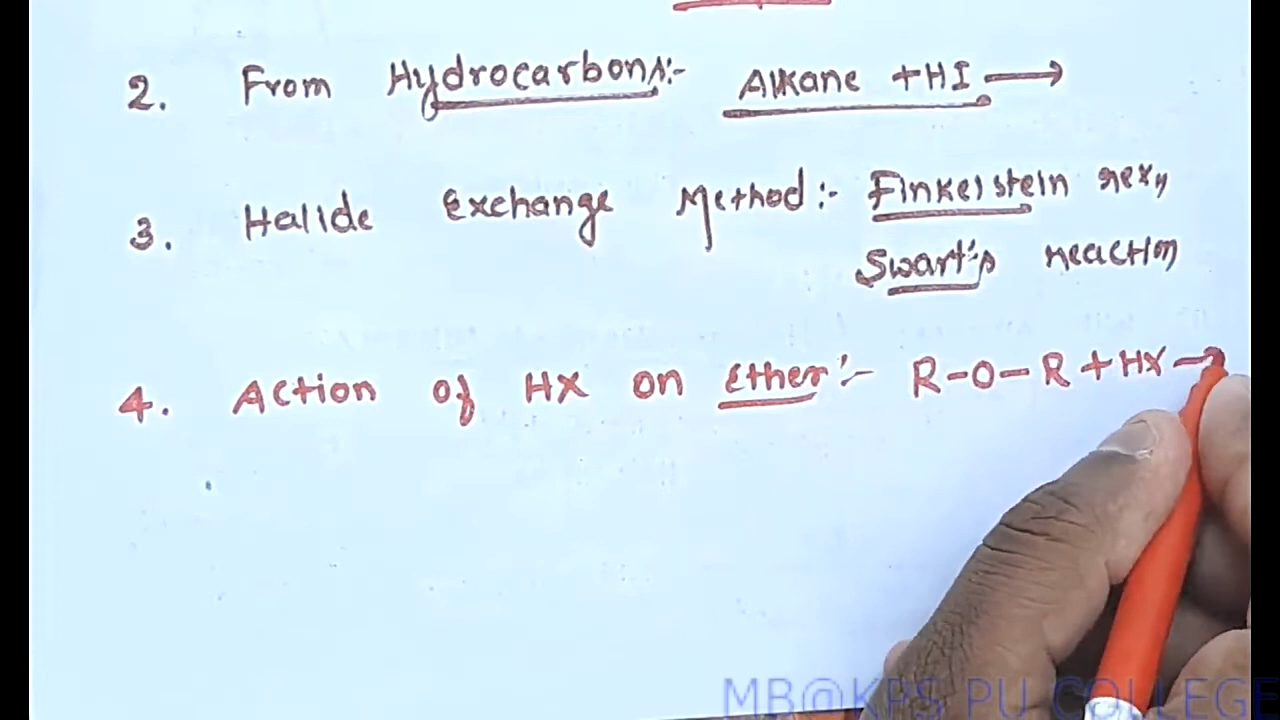 2. From Hydrocarbons:- Alkane + HI →
3. Halide Exchange Method:- Finkelstein rex,,
Swart's reaction
4. Action of HX on Ether:- R-O-R + HX →
MB@KPS PU COLLEGE